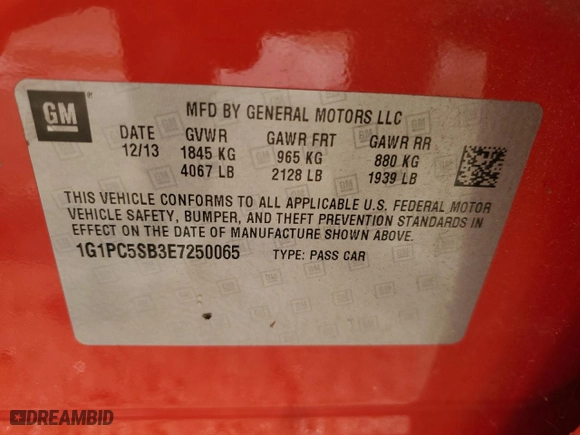 GM
MFD BY GENERAL MOTORS LLC
DATE GVWR GAWR FRT GAWR RR
12/13 1845 KG 965 KG 880 KG
4067 LB 2128 LB 1939 LB
THIS VEHICLE CONFORMS TO ALL APPLICABLE U.S. FEDERAL MOTOR
VEHICLE SAFETY, BUMPER, AND THEFT PREVENTION STANDARDS IN
EFFECT ON THE DATE OF MANUFACTURE SHOWN ABOVE.
1G1PC5SB3E7250065 TYPE: PASS CAR
DREAMBID